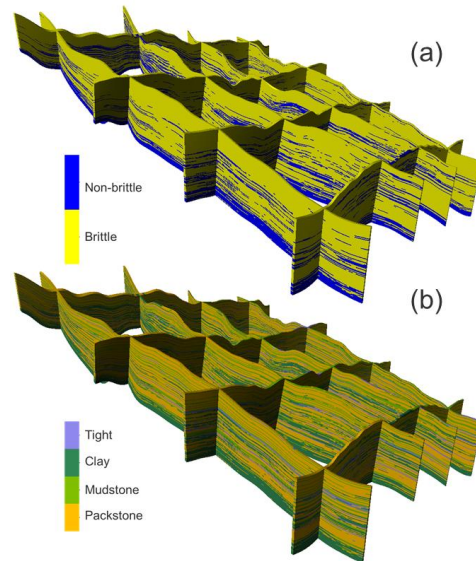 (a)
Non-brittle
Brittle
(b)
Tight
Clay
Mudstone
Packstone